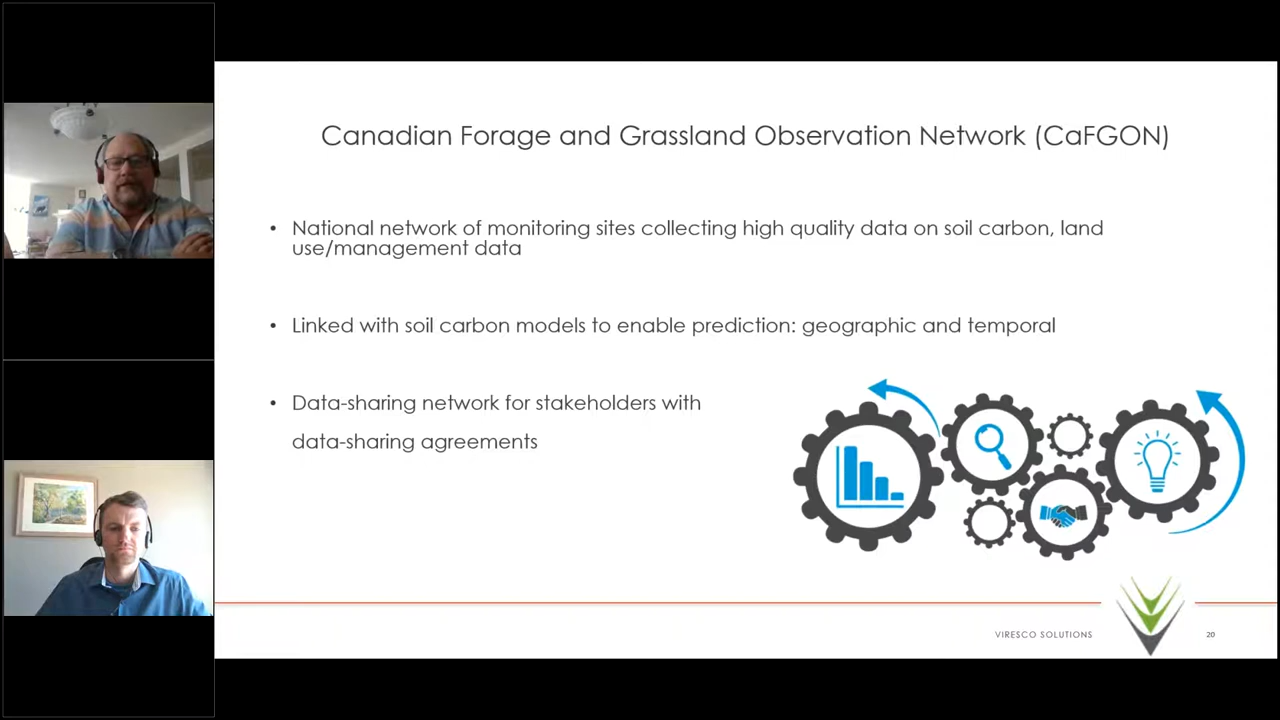 Canadian Forage and Grassland Observation Network (CaFGON)
• National network of monitoring sites collecting high quality data on soil carbon, land
use/management data
• Linked with soil carbon models to enable prediction: geographic and temporal
• Data-sharing network for stakeholders with
data-sharing agreements
VIRESCO SOLUTIONS
20